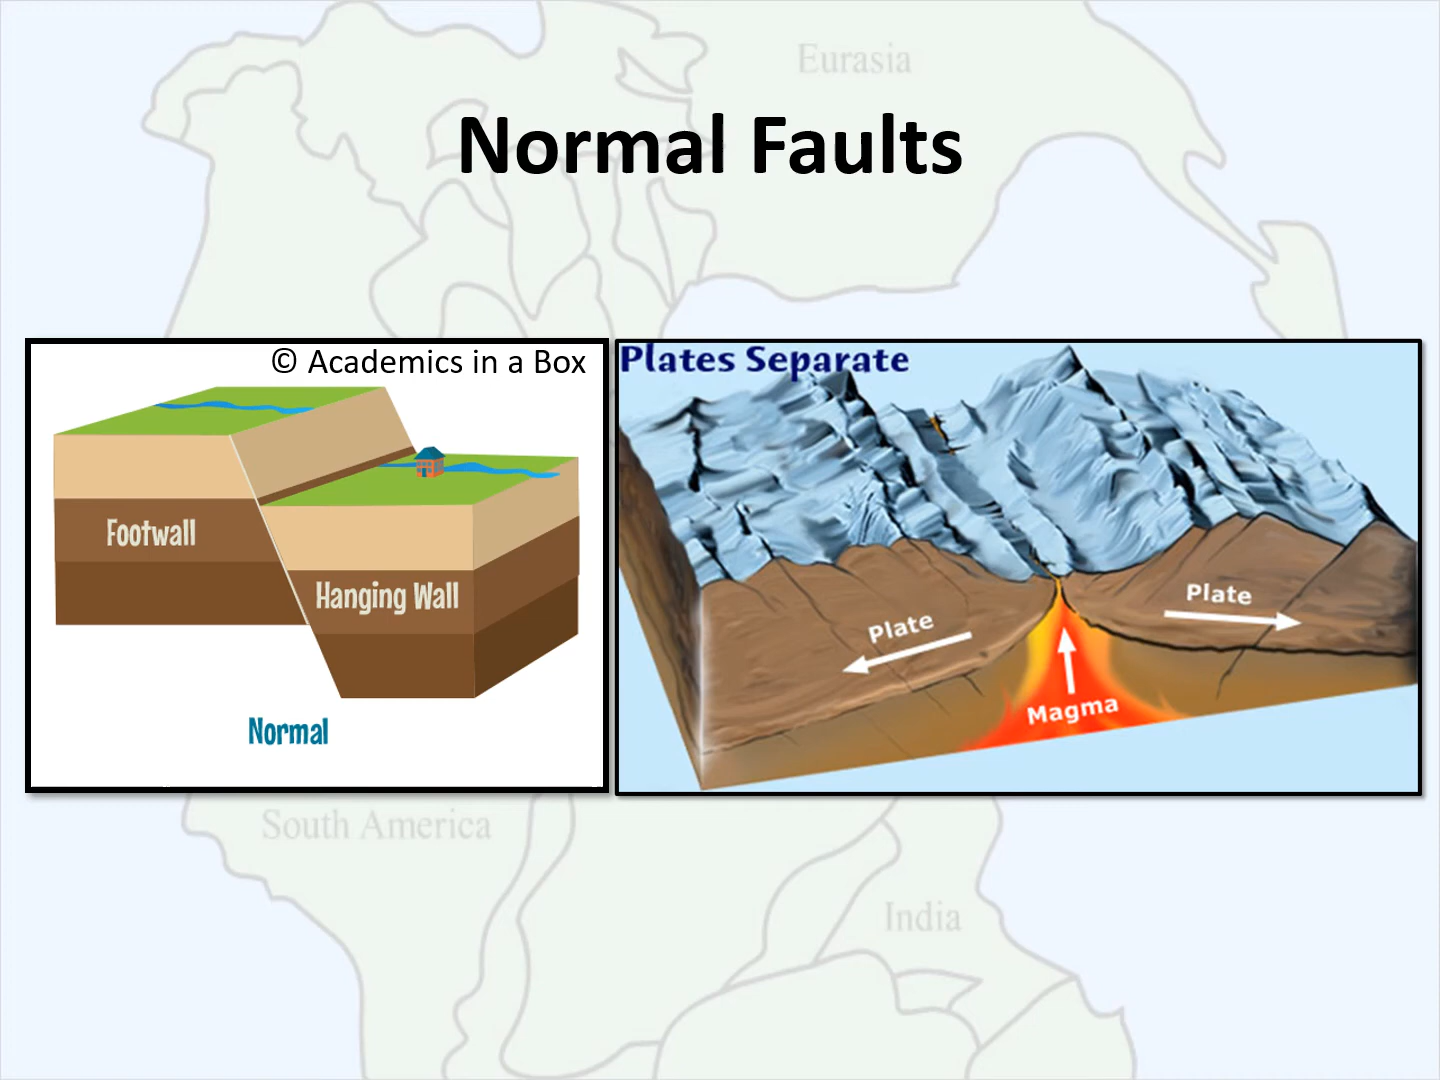 Eurasia
Normal Faults
© Academics in a Box
Footwall
Hanging Wall
Normal
Plates Separate
Plate
Plate
Magma
South America
India